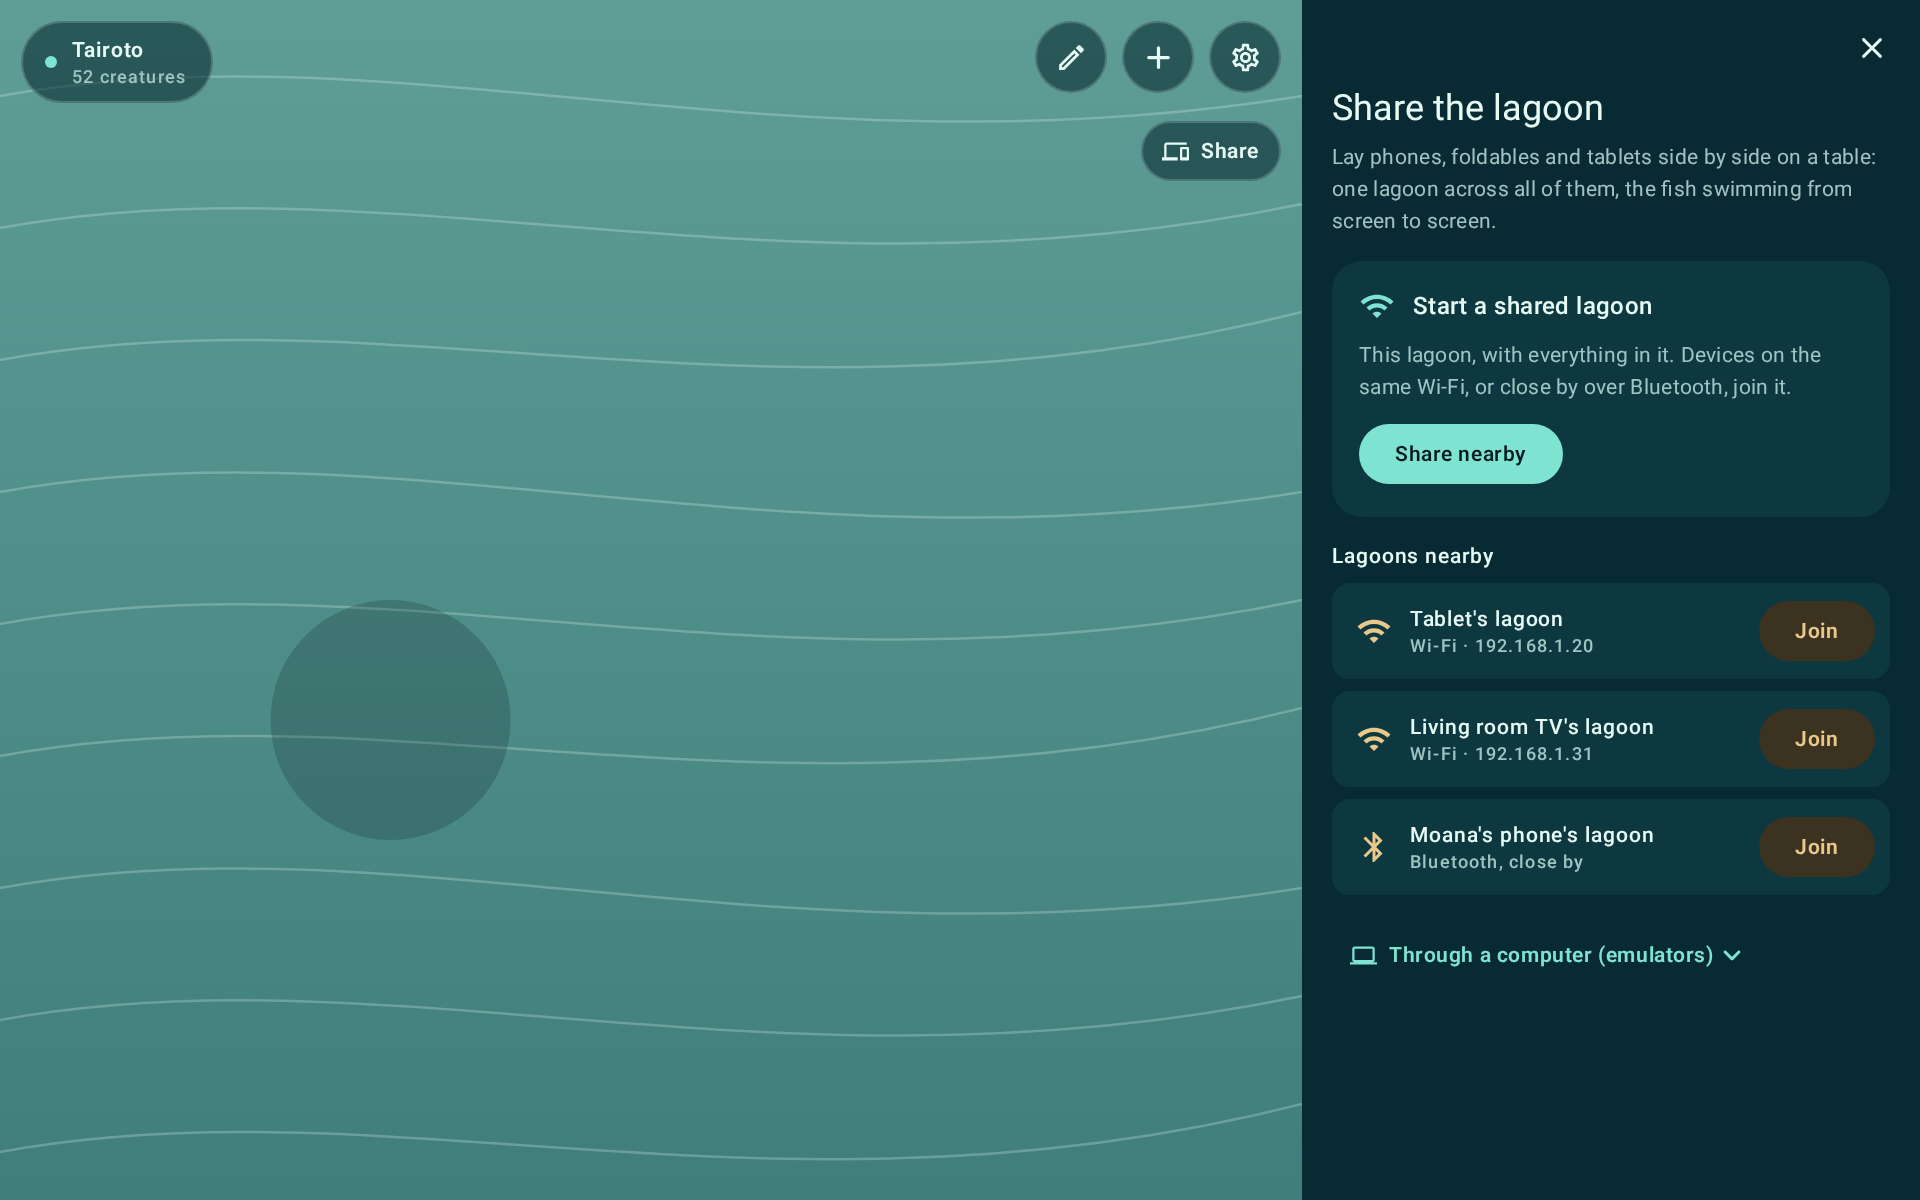 Tairoto
52 creatures
Share
Share the lagoon
Lay phones, foldables and tablets side by side on a table:
one lagoon across all of them, the fish swimming from
screen to screen.
Start a shared lagoon
This lagoon, with everything in it. Devices on the
same Wi-Fi, or close by over Bluetooth, join it.
Share nearby
Lagoons nearby
Tablet's lagoon
Wi-Fi · 192.168.1.20
Join
Living room TV's lagoon
Wi-Fi · 192.168.1.31
Join
Moana's phone's lagoon
Bluetooth, close by
Join
Through a computer (emulators)